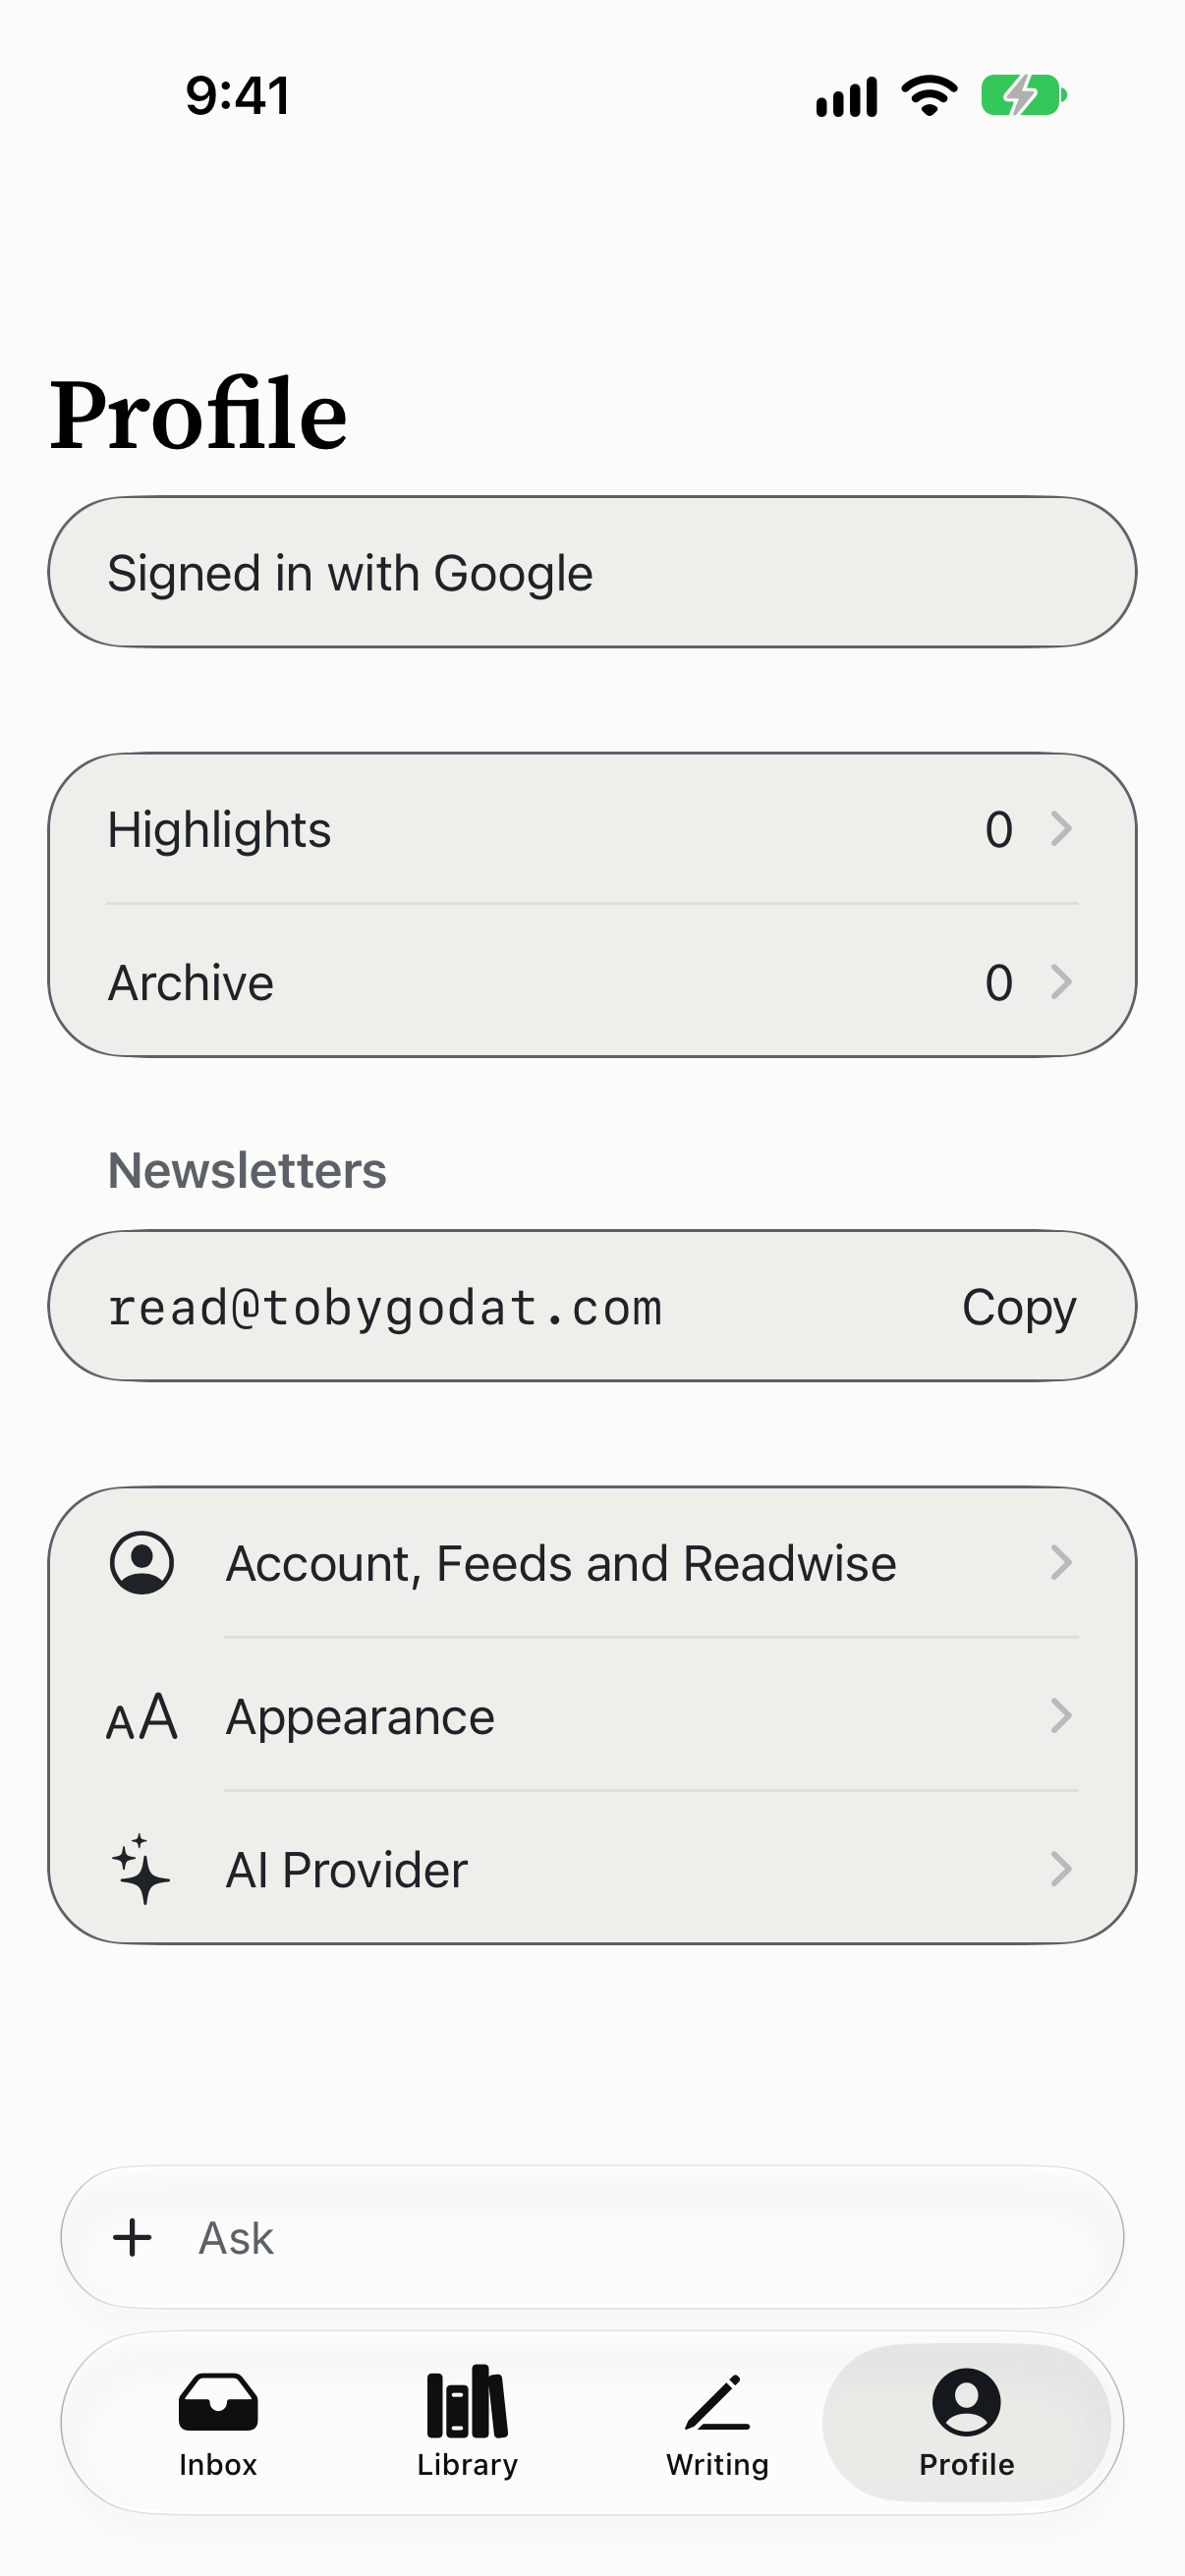 9:41
Profile
Signed in with Google
Highlights 0
Archive 0
Newsletters
read@tobygodat.com Copy
Account, Feeds and Readwise
AA Appearance
AI Provider
Ask
Inbox Library Writing Profile